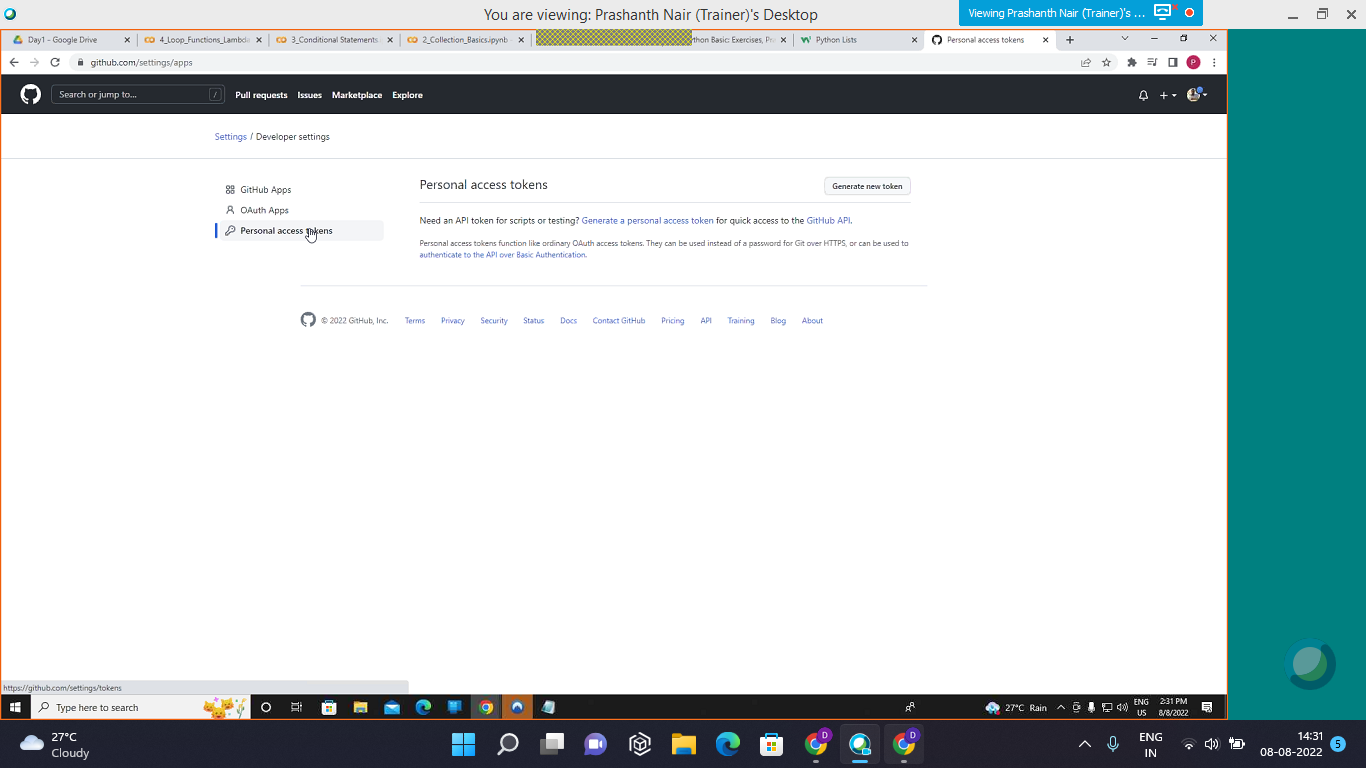 You are viewing: Prashanth Nair (Trainer)'s Desktop
Viewing Prashanth Nair (Trainer)'s ...
Day1 - Google Drive
4_Loop_Functions_Lambda
3_Conditional Statements
2_Collection_Basics.ipynb
thon Basic: Exercises, Pra
Python Lists
Personal access tokens
github.com/settings/apps
P
Search or jump to...
/
Pull requests
Issues
Marketplace
Explore
Settings / Developer settings
GitHub Apps
OAuth Apps
Personal access tokens
Personal access tokens
Generate new token
Need an API token for scripts or testing? Generate a personal access token for quick access to the GitHub API.
Personal access tokens function like ordinary OAuth access tokens. They can be used instead of a password for Git over HTTPS, or can be used to
authenticate to the API over Basic Authentication.
© 2022 GitHub, Inc.
Terms
Privacy
Security
Status
Docs
Contact GitHub
Pricing
API
Training
Blog
About
https://github.com/settings/tokens
Type here to search
27°C Rain
ENG
US
2:31 PM
8/8/2022
27°C
Cloudy
D
D
ENG
IN
14:31
08-08-2022
5